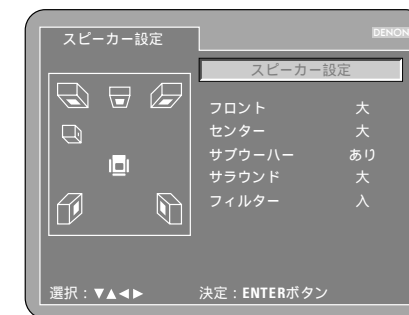 スピーカー設定
DENON
スピーカー設定
フロント 大
センター 大
サブウーハー あり
サラウンド 大
フィルター 入
選択：▼▲◀▶ 決定：ENTERボタン